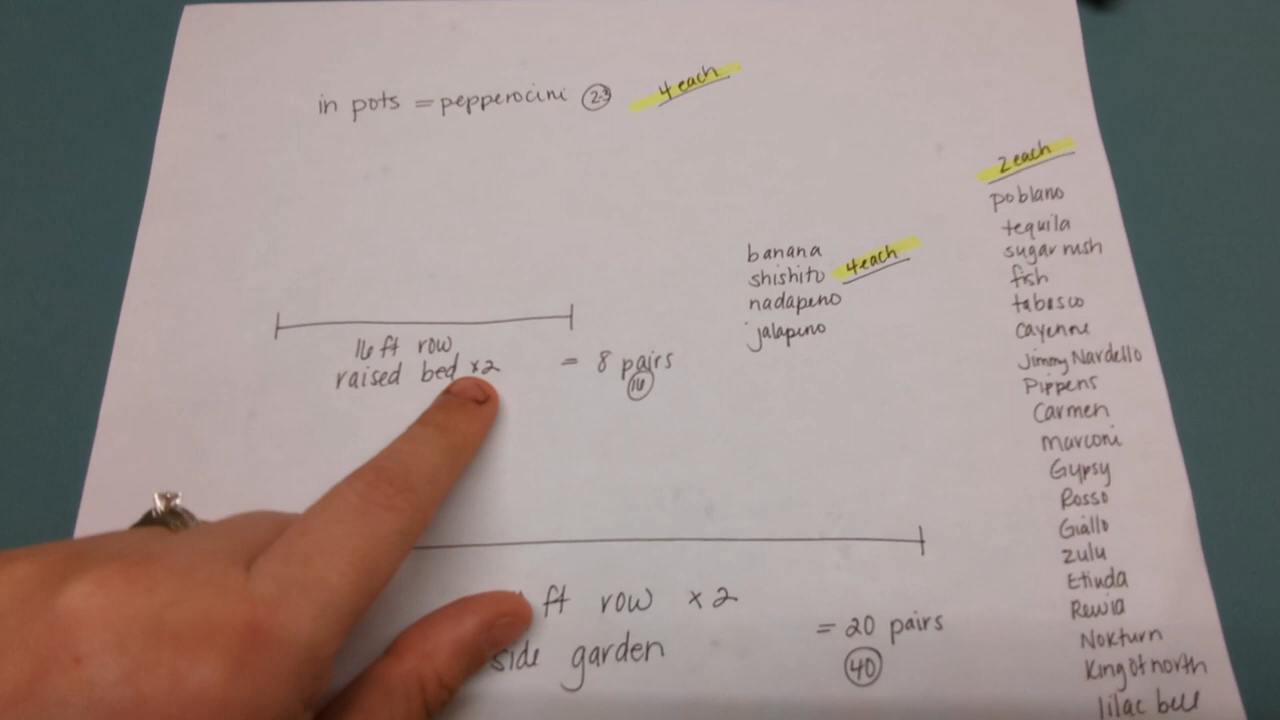 in pots = pepperocini 2-3
4 each
16 ft row
raised bed x2
= 8 pairs
16
banana
shishito 4 each
nadapeno
jalapeno
ft row x2
side garden
= 20 pairs
40
2 each
poblano
tequila
sugar rush
fish
tabasco
cayenne
Jimmy Nardello
Pippens
Carmen
Marconi
Gypsy
Rosso
Giallo
Zulu
Etiuda
Nokturn
King of north
lilac bell